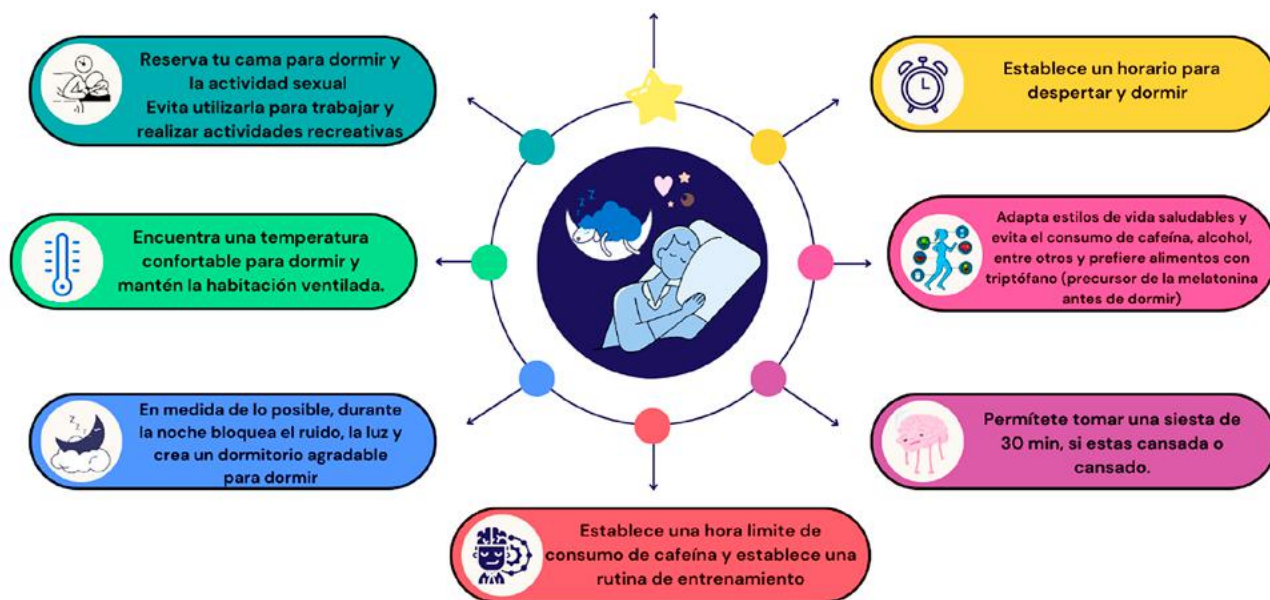 Reserva tu cama para dormir y
la actividad sexual
Evita utilizarla para trabajar y
realizar actividades recreativas
Establece un horario para
despertar y dormir
Encuentra una temperatura
confortable para dormir y
mantén la habitación ventilada.
Adapta estilos de vida saludables y
evita el consumo de cafeína, alcohol,
entre otros y prefiere alimentos con
triptófano (precursor de la melatonina
antes de dormir)
En medida de lo posible, durante
la noche bloquea el ruido, la luz y
crea un dormitorio agradable
para dormir
Permítete tomar una siesta de
30 min, si estas cansada o
cansado.
Establece una hora limite de
consumo de cafeína y establece una
rutina de entrenamiento